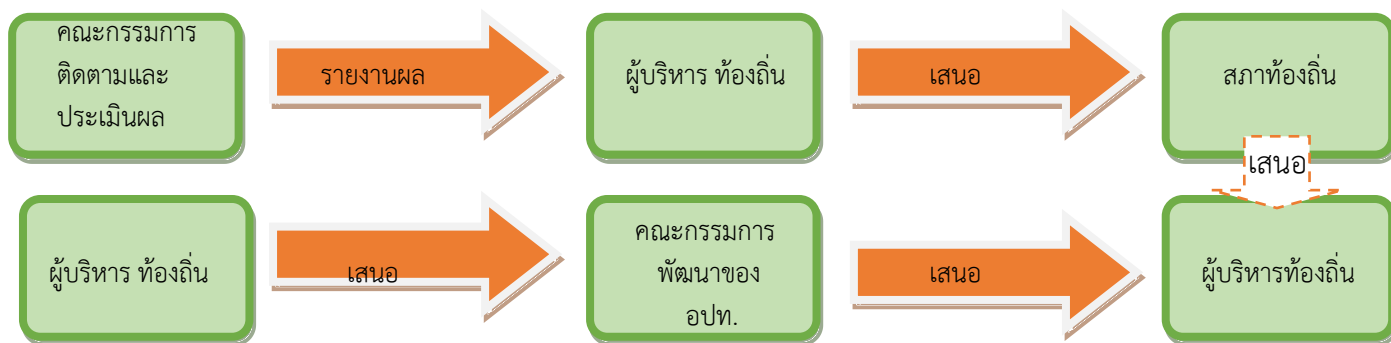 คณะกรรมการ
ติดตามและ
ประเมินผล
รายงานผล
ผู้บริหาร ท้องถิ่น
เสนอ
สภาท้องถิ่น
เสนอ
ผู้บริหาร ท้องถิ่น
เสนอ
คณะกรรมการ
พัฒนาของ
อปท.
เสนอ
ผู้บริหารท้องถิ่น